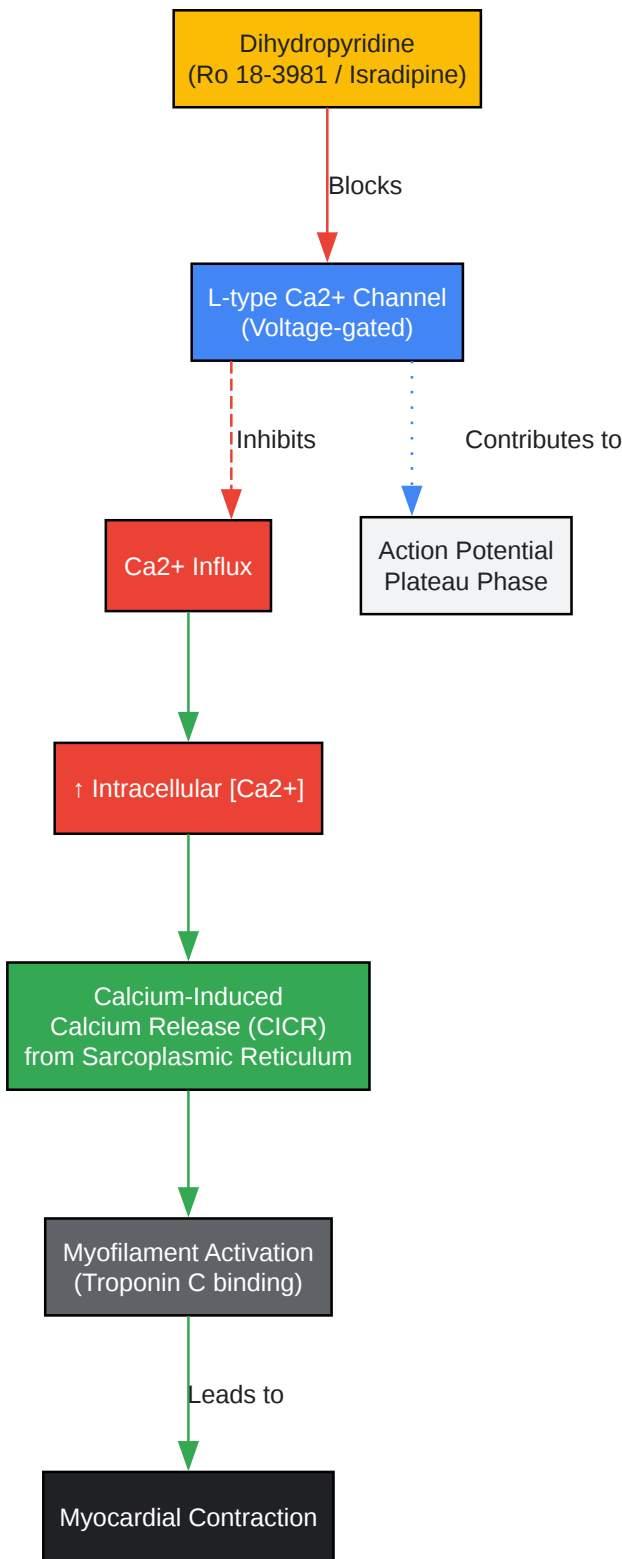 Dihydropyridine
(Ro 18-3981 / Isradipine)
Blocks
L-type Ca2+ Channel
(Voltage-gated)
Inhibits
Contributes to
Ca2+ Influx
Action Potential
Plateau Phase
↑ Intracellular [Ca2+]
Calcium-Induced
Calcium Release (CICR)
from Sarcoplasmic Reticulum
Myofilament Activation
(Troponin C binding)
Leads to
Myocardial Contraction